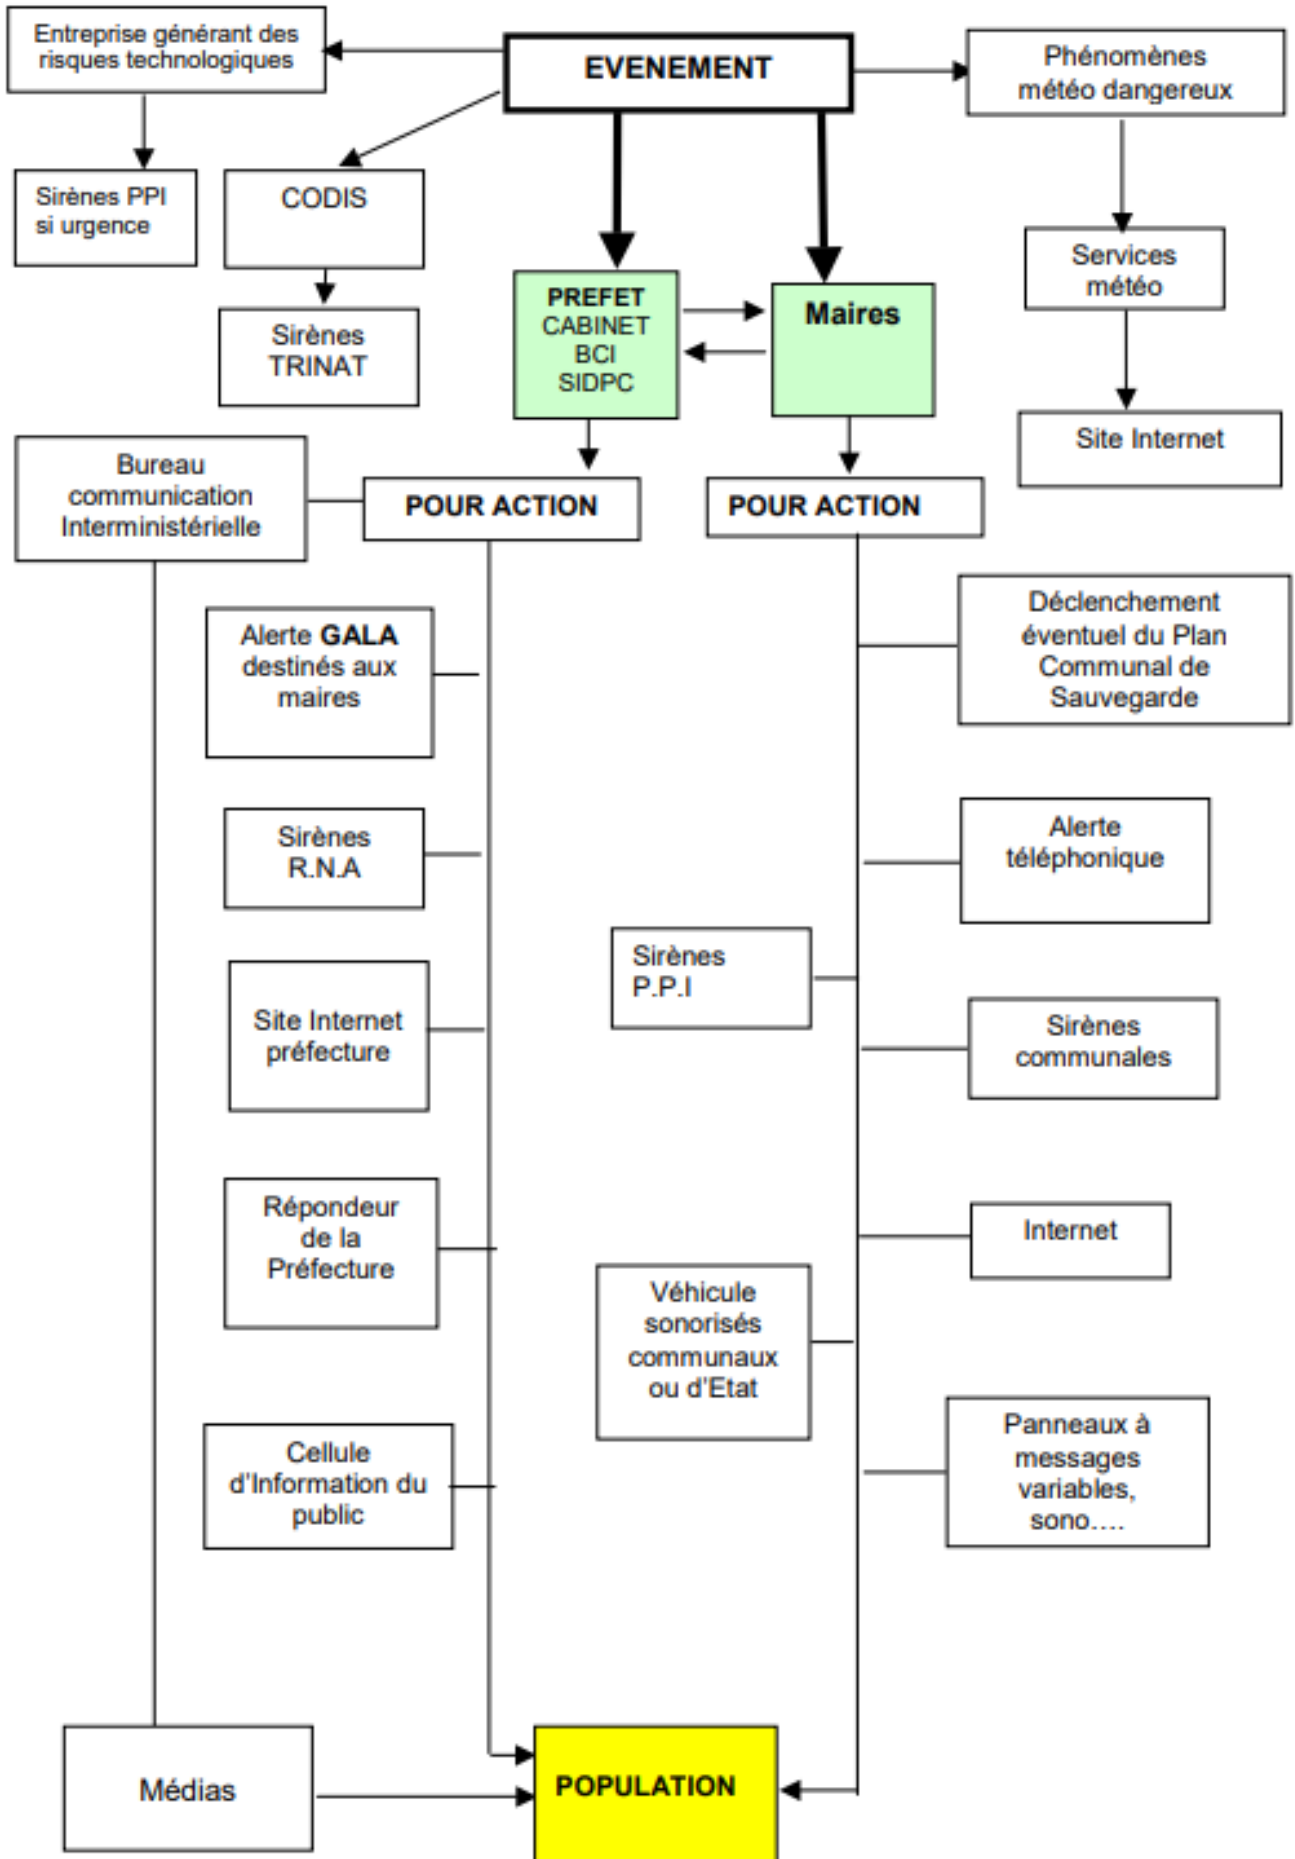 Entreprise générant des
risques technologiques
EVENEMENT
Phénomènes
météo dangereux
Sirènes PPI
si urgence
CODIS
Services
météo
PREFET
CABINET
BCI
SIDPC
Maires
Sirènes
TRINAT
Site Internet
Bureau
communication
Interministérielle
POUR ACTION
POUR ACTION
Alerte GALA
destinés aux
maires
Déclenchement
éventuel du Plan
Communal de
Sauvegarde
Sirènes
R.N.A
Alerte
téléphonique
Sirènes
P.P.I
Site Internet
préfecture
Sirènes
communales
Répondeur
de la
Préfecture
Internet
Véhicule
sonorisés
communaux
ou d'Etat
Cellule
d'Information du
public
Panneaux à
messages
variables,
sono....
Médias
POPULATION